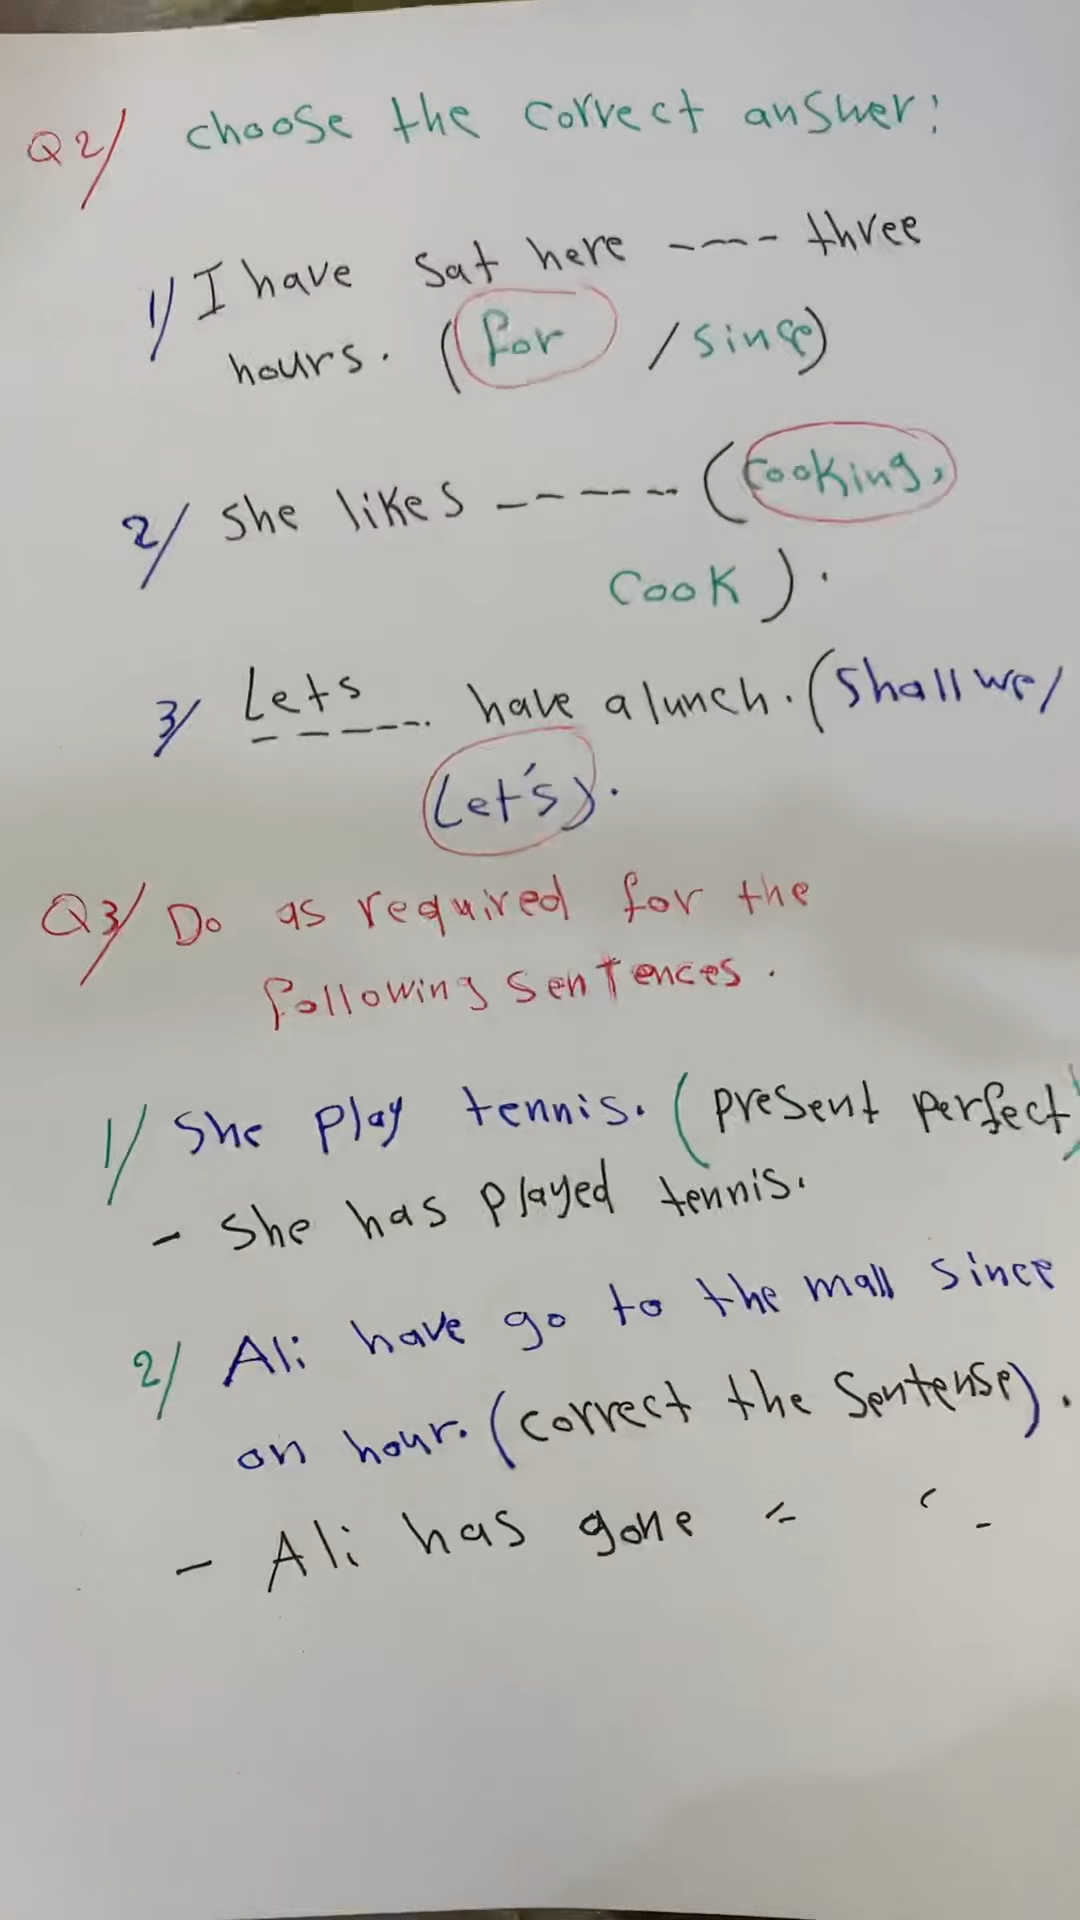 Q2/ choose the correct answer:
1/ I have sat here ---- three
hours. (for / since)
2/ she likes ------ (cooking,
cook).
3/ Lets ------ have a lunch. (shall we /
Let's).
Q3/ Do as required for the
following sentences.
1/ She play tennis. (present perfect)
- She has played tennis.
2/ Ali have go to the mall since
on hour. (correct the Sentense).
- Ali has gone = ˂ -